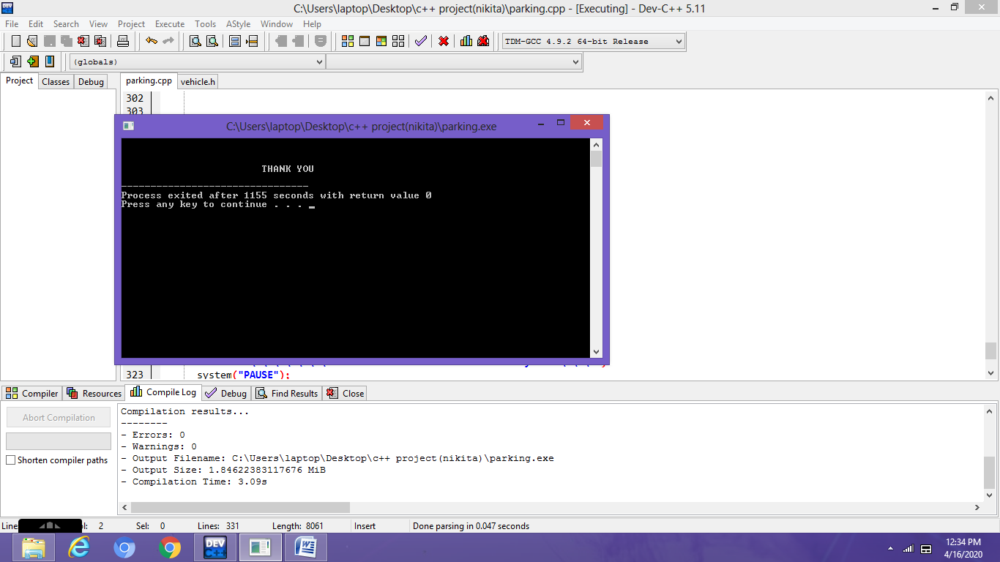 C:\Users\laptop\Desktop\c++ project(nikita)\parking.cpp - [Executing] - Dev-C++ 5.11
File Edit Search View Project Execute Tools AStyle Window Help
TDM-GCC 4.9.2 64-bit Release
(globals)
Project Classes Debug parking.cpp vehicle.h
302
303
C:\Users\laptop\Desktop\c++ project(nikita)\parking.exe
THANK YOU
--------------------------------
Process exited after 1155 seconds with return value 0
Press any key to continue . . .
323 system("PAUSE");
Compiler Resources Compile Log Debug Find Results Close
Abort Compilation
Shorten compiler paths
Compilation results...
--------
- Errors: 0
- Warnings: 0
- Output Filename: C:\Users\laptop\Desktop\c++ project(nikita)\parking.exe
- Output Size: 1.84622383117676 MiB
- Compilation Time: 3.09s
2 Sel: 0 Lines: 331 Length: 8061 Insert Done parsing in 0.047 seconds
DEV C++
12:34 PM
4/16/2020